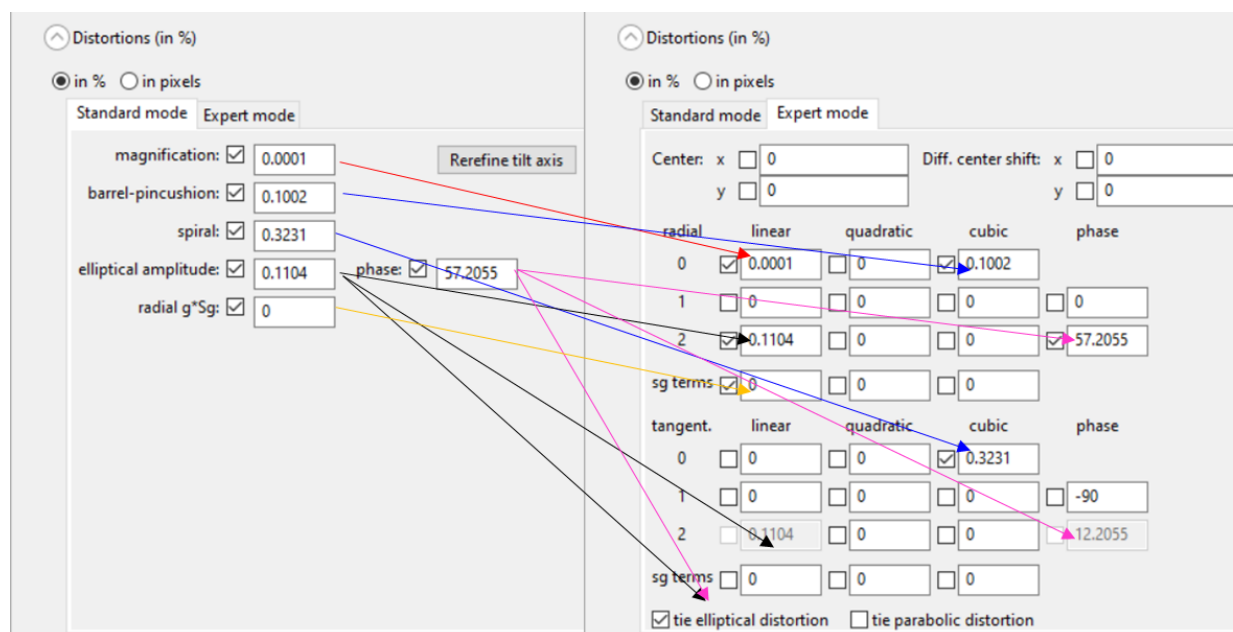 Distortions (in %)
in % in pixels
Standard mode Expert mode
magnification: 0.0001 Rerefine tilt axis
barrel-pincushion: 0.1002
spiral: 0.3231
elliptical amplitude: 0.1104 phase: 57.2055
radial g*Sg: 0
Distortions (in %)
in % in pixels
Standard mode Expert mode
Center: x 0 Diff. center shift: x 0
y 0 y 0
radial linear quadratic cubic phase
0 0.0001 0 0.1002
1 0 0 0 0
2 0.1104 0 0 57.2055
sg terms 0 0 0
tangent. linear quadratic cubic phase
0 0 0 0.3231
1 0 0 0 -90
2 0.1104 0 0 12.2055
sg terms 0 0 0
tie elliptical distortion tie parabolic distortion